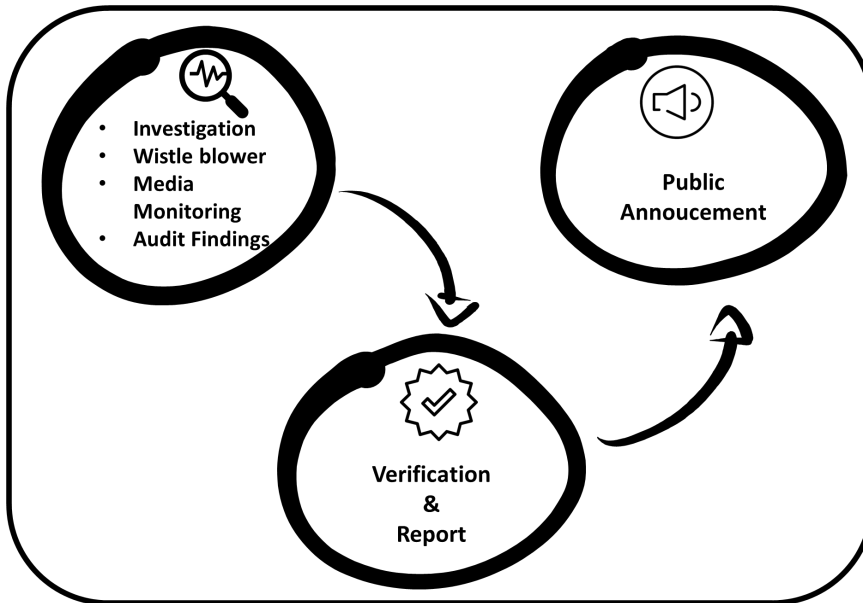 • Investigation
• Wistle blower
• Media
Monitoring
• Audit Findings
Verification
&
Report
Public
Annoucement